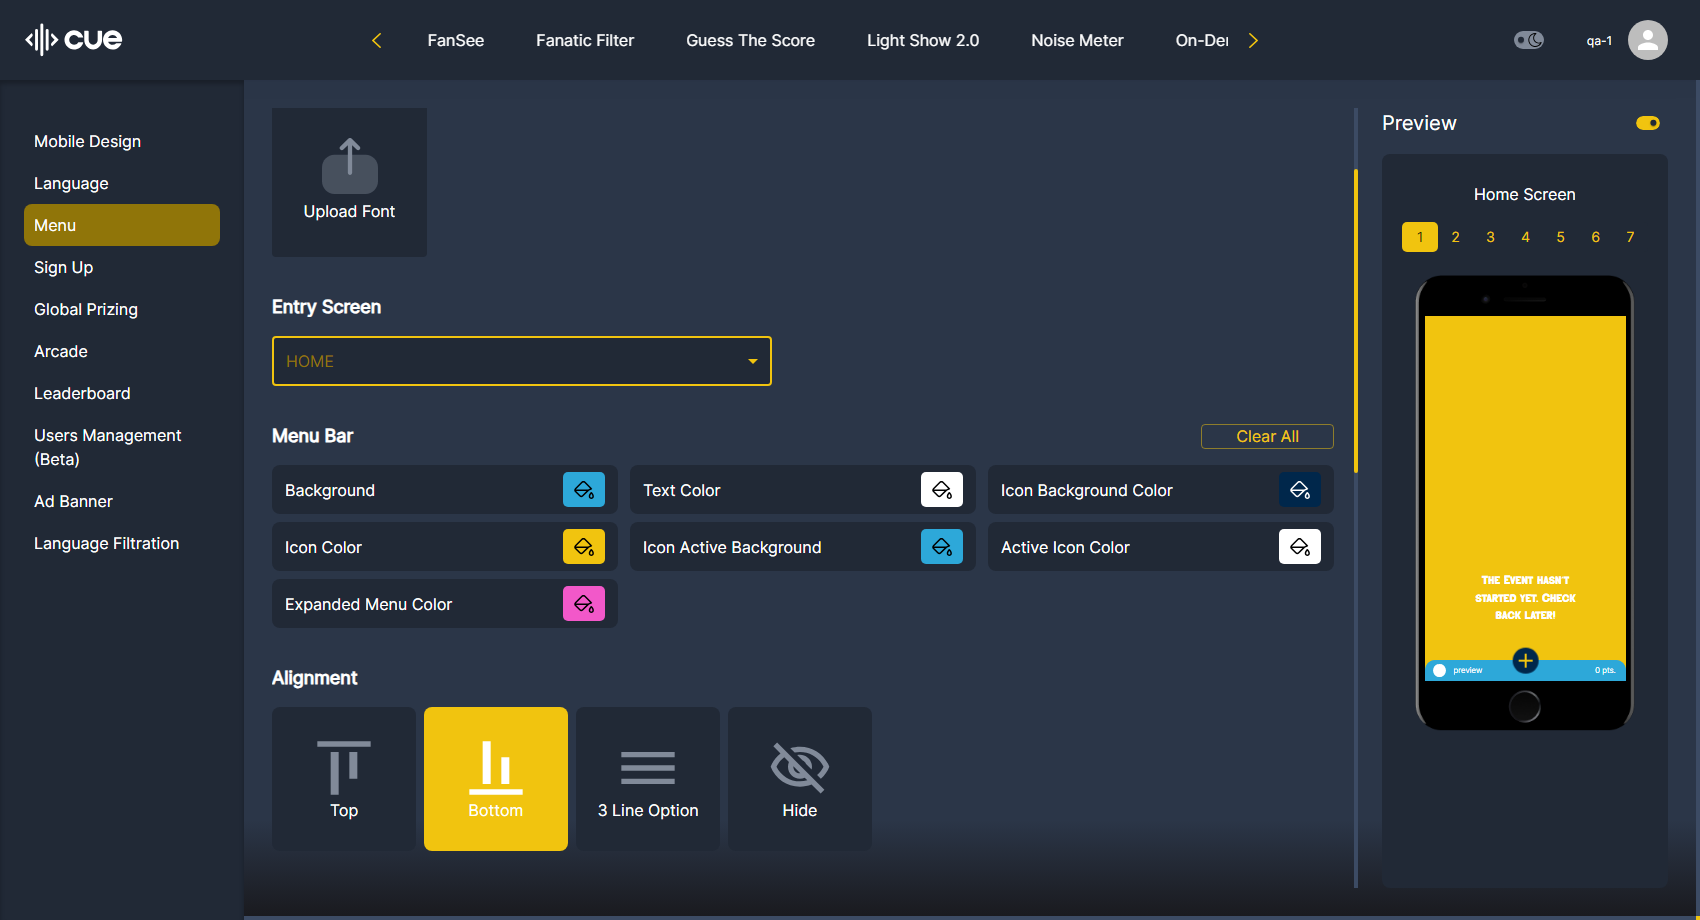 cue
FanSee
Fanatic Filter
Guess The Score
Light Show 2.0
Noise Meter
On-De
qa-1
Mobile Design
Language
Menu
Sign Up
Global Prizing
Arcade
Leaderboard
Users Management
(Beta)
Ad Banner
Language Filtration
Upload Font
Entry Screen
HOME
Menu Bar
Clear All
Background
Text Color
Icon Background Color
Icon Color
Icon Active Background
Active Icon Color
Expanded Menu Color
Alignment
Top
Bottom
3 Line Option
Hide
Preview
Home Screen
1 2 3 4 5 6 7
The Event hasn't
started yet. Check
back later!
preview
0 pts.